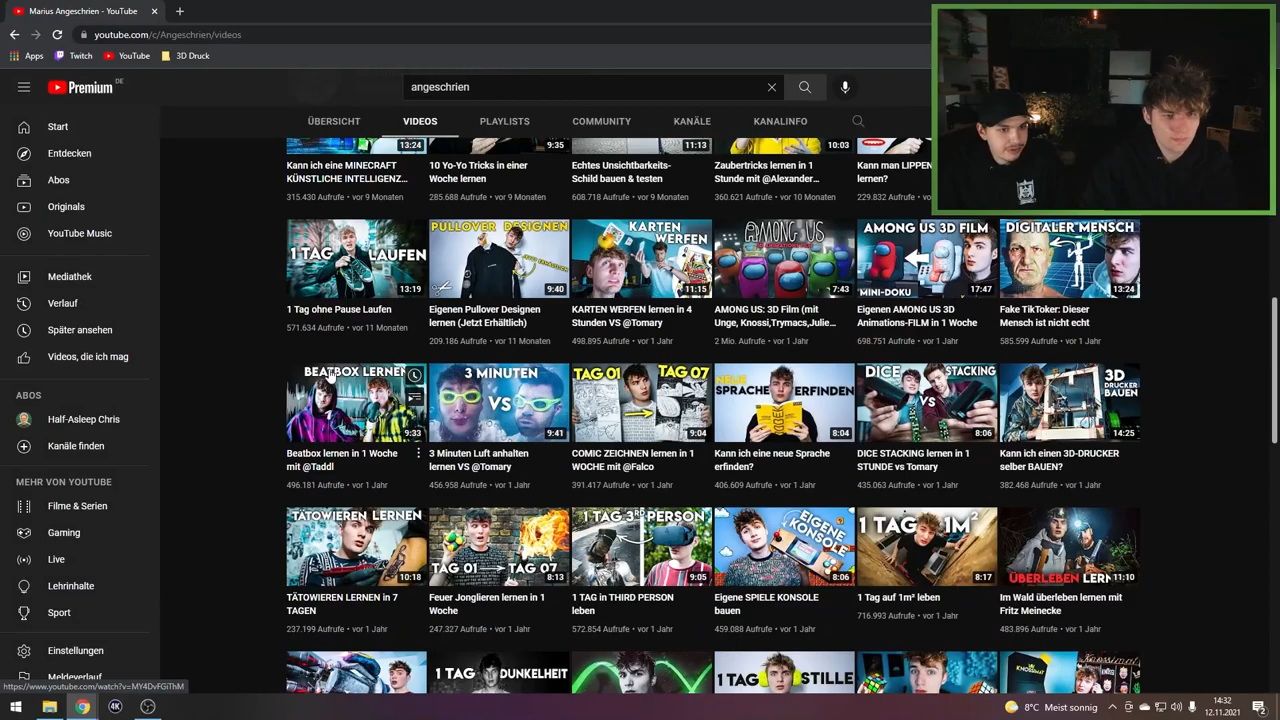 Marius Angeschrien - YouTube
youtube.com/c/Angeschrien/videos
Apps
Twitch
YouTube
3D Druck
Premium DE
angeschrien
ÜBERSICHT
VIDEOS
PLAYLISTS
COMMUNITY
KANÄLE
KANALINFO
Start
Entdecken
Abos
Originals
YouTube Music
Mediathek
Verlauf
Später ansehen
Videos, die ich mag
ABOS
Half-Asleep Chris
Kanäle finden
MEHR VON YOUTUBE
Filme & Serien
Gaming
Live
Lehrinhalte
Sport
Einstellungen
Meldeverlauf
13:24
9:35
11:13
10:03
Kann ich eine MINECRAFT
KÜNSTLICHE INTELLIGENZ...
315.430 Aufrufe • vor 9 Monaten
10 Yo-Yo Tricks in einer
Woche lernen
285.688 Aufrufe • vor 9 Monaten
Echtes Unsichtbarkeits-
Schild bauen & testen
608.718 Aufrufe • vor 9 Monaten
Zaubertricks lernen in 1
Stunde mit @Alexander...
360.621 Aufrufe • vor 10 Monaten
Kann man LIPPEN
lernen?
229.832 Aufrufe • vor
1 TAG LAUFEN
13:19
1 Tag ohne Pause Laufen
571.634 Aufrufe • vor 11 Monaten
PULLOVER DESIGNEN
9:40
Eigenen Pullover Designen
lernen (Jetzt Erhältlich)
209.186 Aufrufe • vor 11 Monaten
KARTEN
WERFEN
11:15
KARTEN WERFEN lernen in 4
Stunden VS @Tomary
498.895 Aufrufe • vor 1 Jahr
AMONG US
7:43
AMONG US: 3D Film (mit
Unge, Knossi,Trymacs,Julie...
2 Mio. Aufrufe • vor 1 Jahr
AMONG US 3D FILM
MINI-DOKU
17:47
Eigenen AMONG US 3D
Animations-FILM in 1 Woche
698.751 Aufrufe • vor 1 Jahr
DIGITALER MENSCH
13:24
Fake TikToker: Dieser
Mensch ist nicht echt
585.599 Aufrufe • vor 1 Jahr
BEATBOX LERNEN
9:32
Beatbox lernen in 1 Woche
mit @Taddl
496.181 Aufrufe • vor 1 Jahr
3 MINUTEN
VS
9:41
3 Minuten Luft anhalten
lernen VS @Tomary
456.958 Aufrufe • vor 1 Jahr
TAG 01
TAG 07
9:04
COMIC ZEICHNEN lernen in 1
WOCHE mit @Falco
391.417 Aufrufe • vor 1 Jahr
NEUE
SPRACHE ERFINDEN
8:04
Kann ich eine neue Sprache
erfinden?
406.609 Aufrufe • vor 1 Jahr
DICE STACKING
VS
8:06
DICE STACKING lernen in 1
STUNDE vs Tomary
435.063 Aufrufe • vor 1 Jahr
3D
DRUCKER
BAUEN
14:25
Kann ich einen 3D-DRUCKER
selber BAUEN?
382.468 Aufrufe • vor 1 Jahr
TÄTOWIEREN LERNEN
10:18
TÄTOWIEREN LERNEN in 7
TAGEN
237.199 Aufrufe • vor 1 Jahr
TAG 01 TAG 07
8:13
Feuer Jonglieren lernen in 1
Woche
247.327 Aufrufe • vor 1 Jahr
1 TAG 3RD PERSON
9:05
1 TAG in THIRD PERSON
leben
572.854 Aufrufe • vor 1 Jahr
EIGENE
KONSOLE
8:06
Eigene SPIELE KONSOLE
bauen
459.088 Aufrufe • vor 1 Jahr
1 TAG 1M²
8:17
1 Tag auf 1m² leben
716.993 Aufrufe • vor 1 Jahr
ÜBERLEBEN LERNEN
11:10
Im Wald überleben lernen mit
Fritz Meinecke
483.896 Aufrufe • vor 1 Jahr
1 TAG DUNKELHEIT
1 TAG STILLE
KNOSSIMAT
https://www.youtube.com/watch?v=MY4DvFGiThM
8°C Meist sonnig
14:32
12.11.2021
2